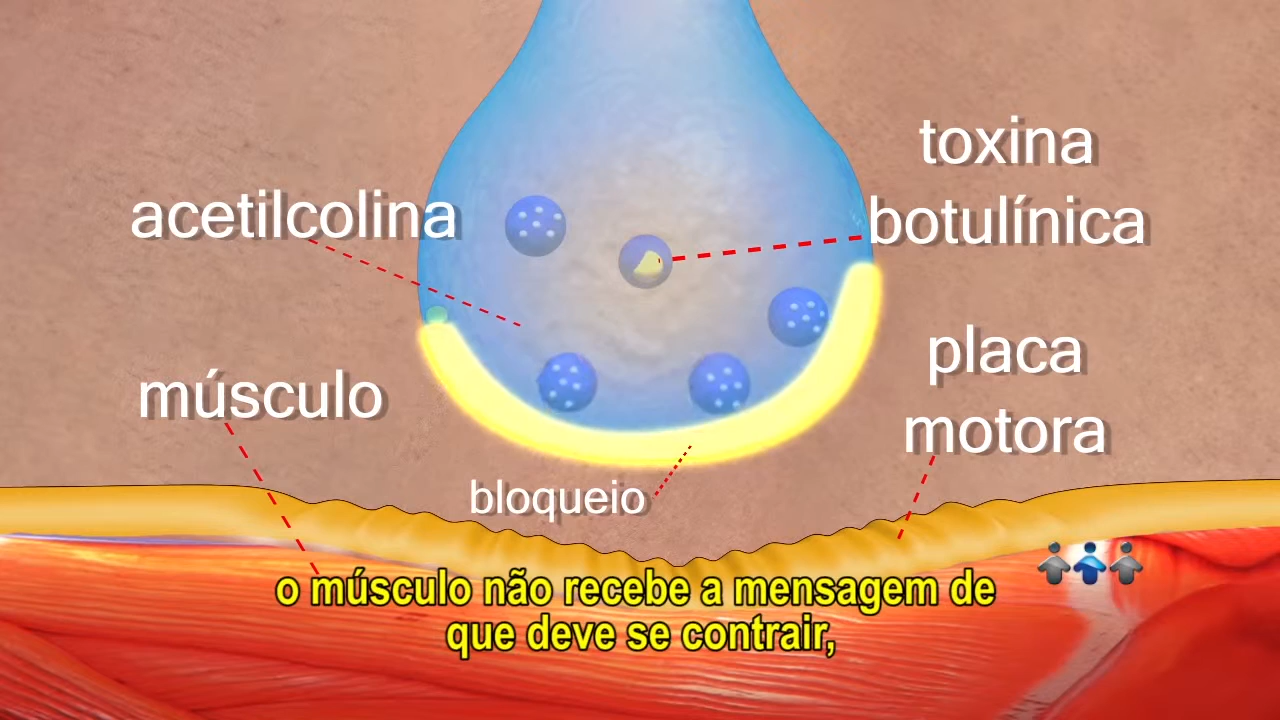 toxina
botulínica
acetilcolina
placa
motora
músculo
bloqueio
o músculo não recebe a mensagem de
que deve se contrair,